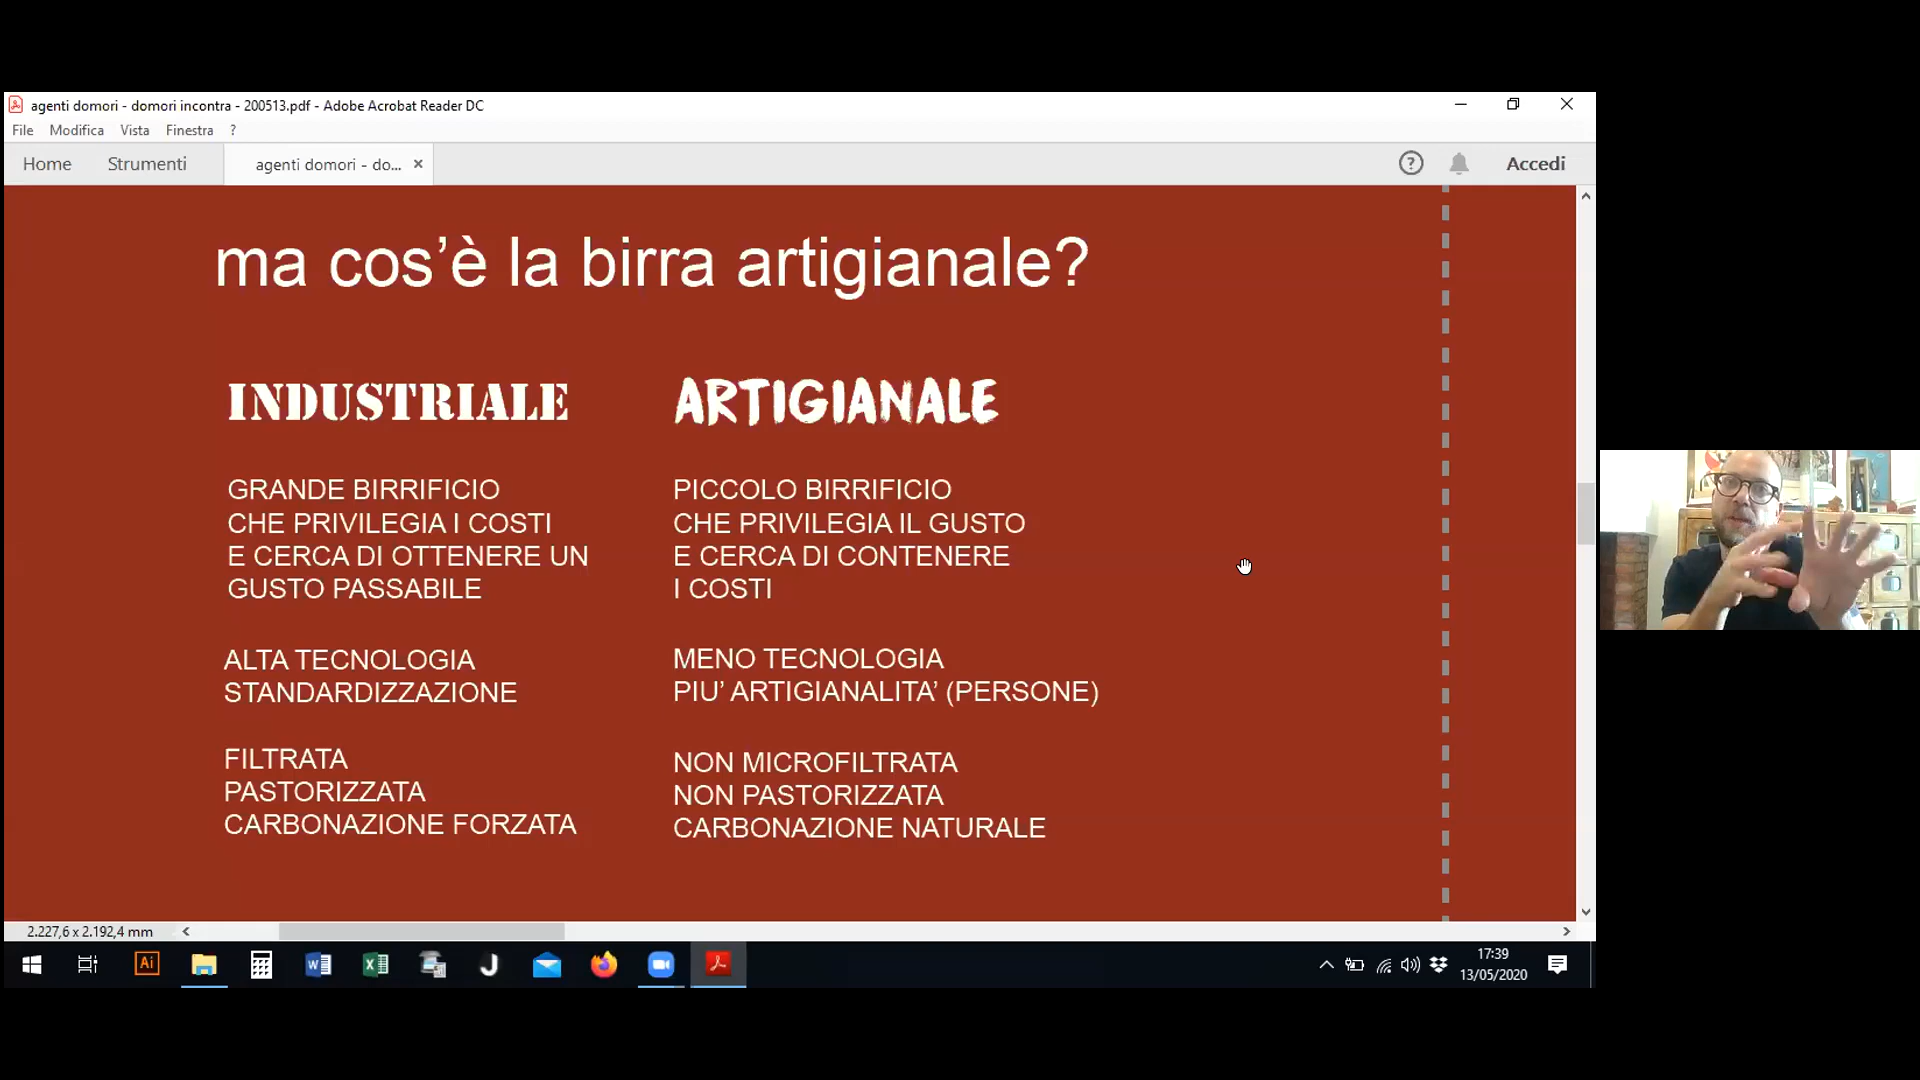 agenti domori - domori incontra - 200513.pdf - Adobe Acrobat Reader DC
File Modifica Vista Finestra ?
Home Strumenti agenti domori - do... Accedi
ma cos’è la birra artigianale?
INDUSTRIALE
GRANDE BIRRIFICIO
CHE PRIVILEGIA I COSTI
E CERCA DI OTTENERE UN
GUSTO PASSABILE
ALTA TECNOLOGIA
STANDARDIZZAZIONE
FILTRATA
PASTORIZZATA
CARBONAZIONE FORZATA
ARTIGIANALE
PICCOLO BIRRIFICIO
CHE PRIVILEGIA IL GUSTO
E CERCA DI CONTENERE
I COSTI
MENO TECNOLOGIA
PIU’ ARTIGIANALITA’ (PERSONE)
NON MICROFILTRATA
NON PASTORIZZATA
CARBONAZIONE NATURALE
2.227,6 x 2.192,4 mm
17:39
13/05/2020